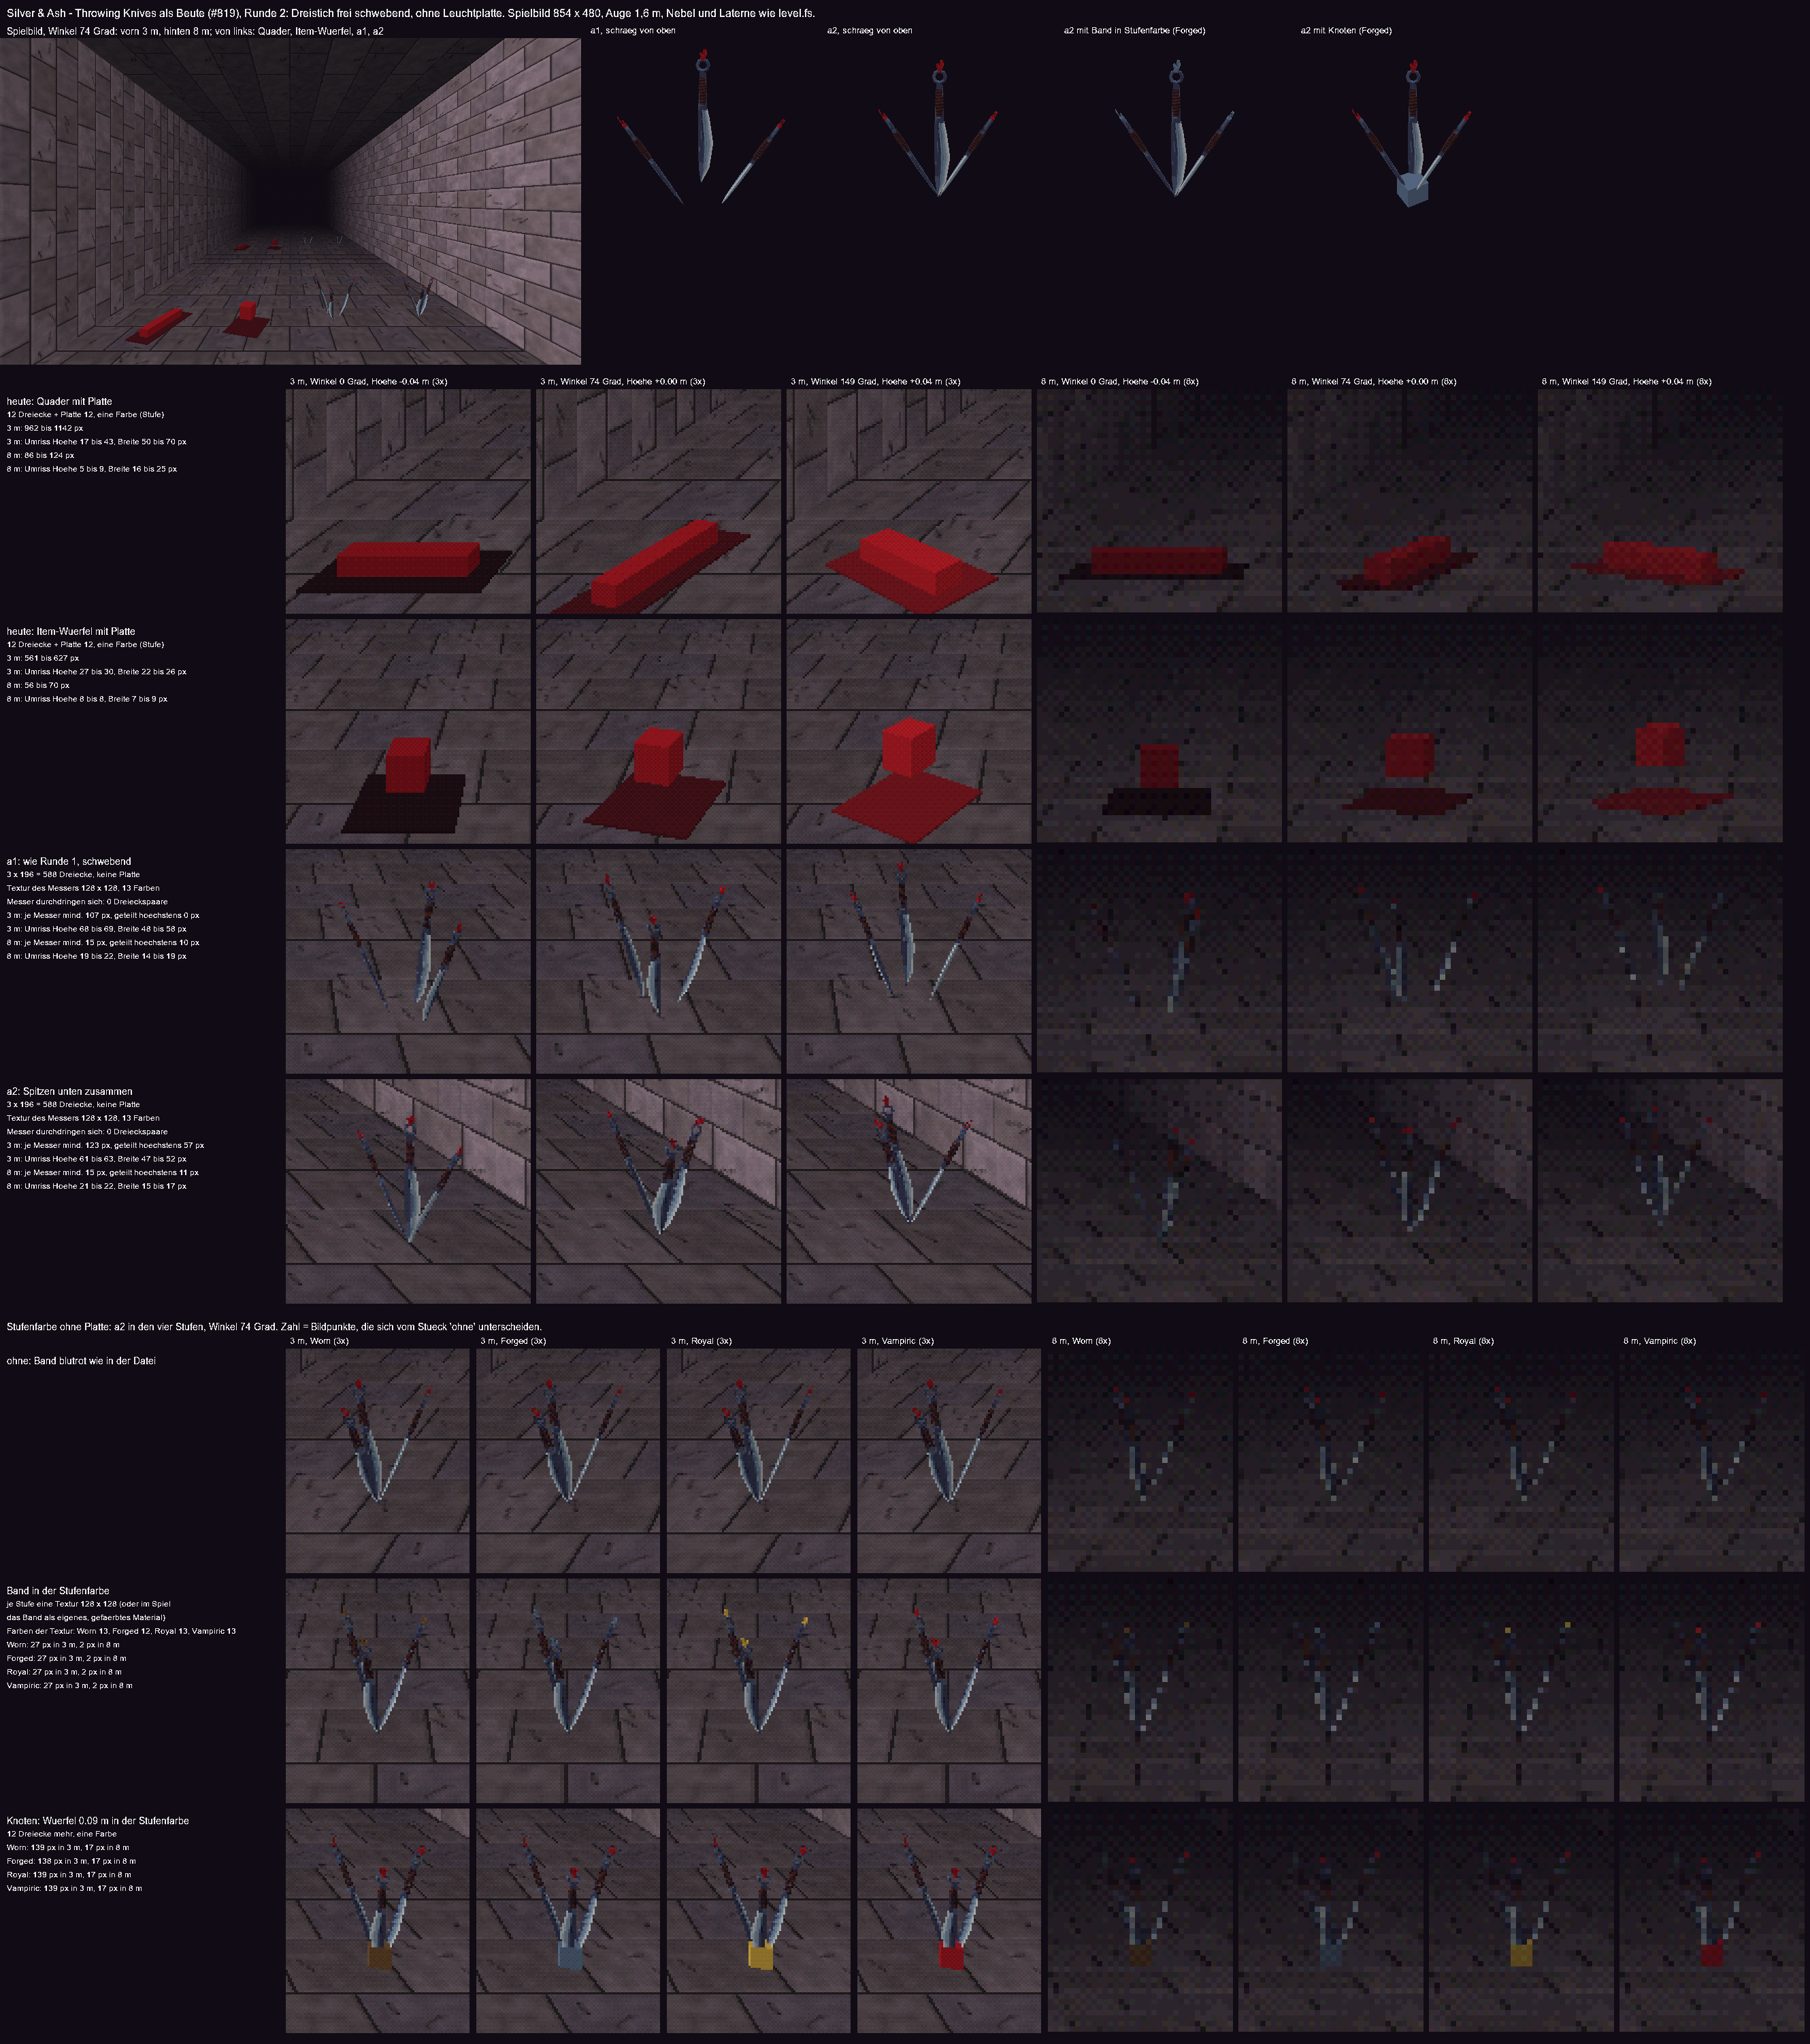 Silver & Ash - Throwing Knives als Beute (#819), Runde 2: Dreistich frei schwebend, ohne Leuchtplatte. Spielbild 854 x 480, Auge 1,6 m, Nebel und Laterne wie level.fs.
Spielbild, Winkel 74 Grad: vorn 3 m, hinten 8 m; von links: Quader, Item-Wuerfel, a1, a2
a1, schraeg von oben
a2, schraeg von oben
a2 mit Band in Stufenfarbe (Forged)
a2 mit Knoten (Forged)
3 m, Winkel 0 Grad, Hoehe -0.04 m (3x)
3 m, Winkel 74 Grad, Hoehe +0.00 m (3x)
3 m, Winkel 149 Grad, Hoehe +0.04 m (3x)
8 m, Winkel 0 Grad, Hoehe -0.04 m (8x)
8 m, Winkel 74 Grad, Hoehe +0.00 m (8x)
8 m, Winkel 149 Grad, Hoehe +0.04 m (8x)
heute: Quader mit Platte
12 Dreiecke + Platte 12, eine Farbe (Stufe)
3 m: 962 bis 1142 px
3 m: Umriss Hoehe 17 bis 43, Breite 50 bis 70 px
8 m: 86 bis 124 px
8 m: Umriss Hoehe 5 bis 9, Breite 16 bis 25 px
heute: Item-Wuerfel mit Platte
12 Dreiecke + Platte 12, eine Farbe (Stufe)
3 m: 561 bis 627 px
3 m: Umriss Hoehe 27 bis 30, Breite 22 bis 26 px
8 m: 56 bis 70 px
8 m: Umriss Hoehe 8 bis 8, Breite 7 bis 9 px
a1: wie Runde 1, schwebend
3 x 196 = 588 Dreiecke, keine Platte
Textur des Messers 128 x 128, 13 Farben
Messer durchdringen sich: 0 Dreieckspaare
3 m: je Messer mind. 107 px, geteilt hoechstens 0 px
3 m: Umriss Hoehe 68 bis 69, Breite 48 bis 58 px
8 m: je Messer mind. 15 px, geteilt hoechstens 10 px
8 m: Umriss Hoehe 19 bis 22, Breite 14 bis 19 px
a2: Spitzen unten zusammen
3 x 196 = 588 Dreiecke, keine Platte
Textur des Messers 128 x 128, 13 Farben
Messer durchdringen sich: 0 Dreieckspaare
3 m: je Messer mind. 123 px, geteilt hoechstens 57 px
3 m: Umriss Hoehe 61 bis 63, Breite 47 bis 52 px
8 m: je Messer mind. 15 px, geteilt hoechstens 11 px
8 m: Umriss Hoehe 21 bis 22, Breite 15 bis 17 px
Stufenfarbe ohne Platte: a2 in den vier Stufen, Winkel 74 Grad. Zahl = Bildpunkte, die sich vom Stueck 'ohne' unterscheiden.
3 m, Worn (3x)
3 m, Forged (3x)
3 m, Royal (3x)
3 m, Vampiric (3x)
8 m, Worn (8x)
8 m, Forged (8x)
8 m, Royal (8x)
8 m, Vampiric (8x)
ohne: Band blutrot wie in der Datei
Band in der Stufenfarbe
je Stufe eine Textur 128 x 128 (oder im Spiel
das Band als eigenes, gefaerbtes Material)
Farben der Textur: Worn 13, Forged 12, Royal 13, Vampiric 13
Worn: 27 px in 3 m, 2 px in 8 m
Forged: 27 px in 3 m, 2 px in 8 m
Royal: 27 px in 3 m, 2 px in 8 m
Vampiric: 27 px in 3 m, 2 px in 8 m
Knoten: Wuerfel 0.09 m in der Stufenfarbe
12 Dreiecke mehr, eine Farbe
Worn: 139 px in 3 m, 17 px in 8 m
Forged: 138 px in 3 m, 17 px in 8 m
Royal: 139 px in 3 m, 17 px in 8 m
Vampiric: 139 px in 3 m, 17 px in 8 m